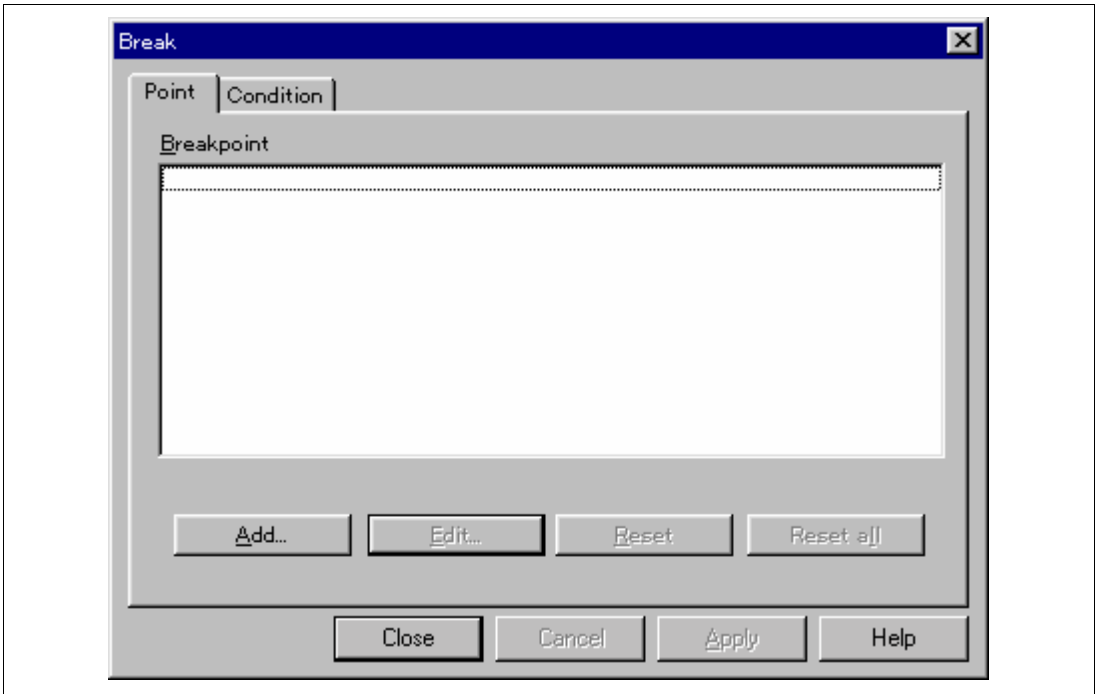 Break
Point Condition
Breakpoint
Add... Edit... Reset Reset all
Close Cancel Apply Help